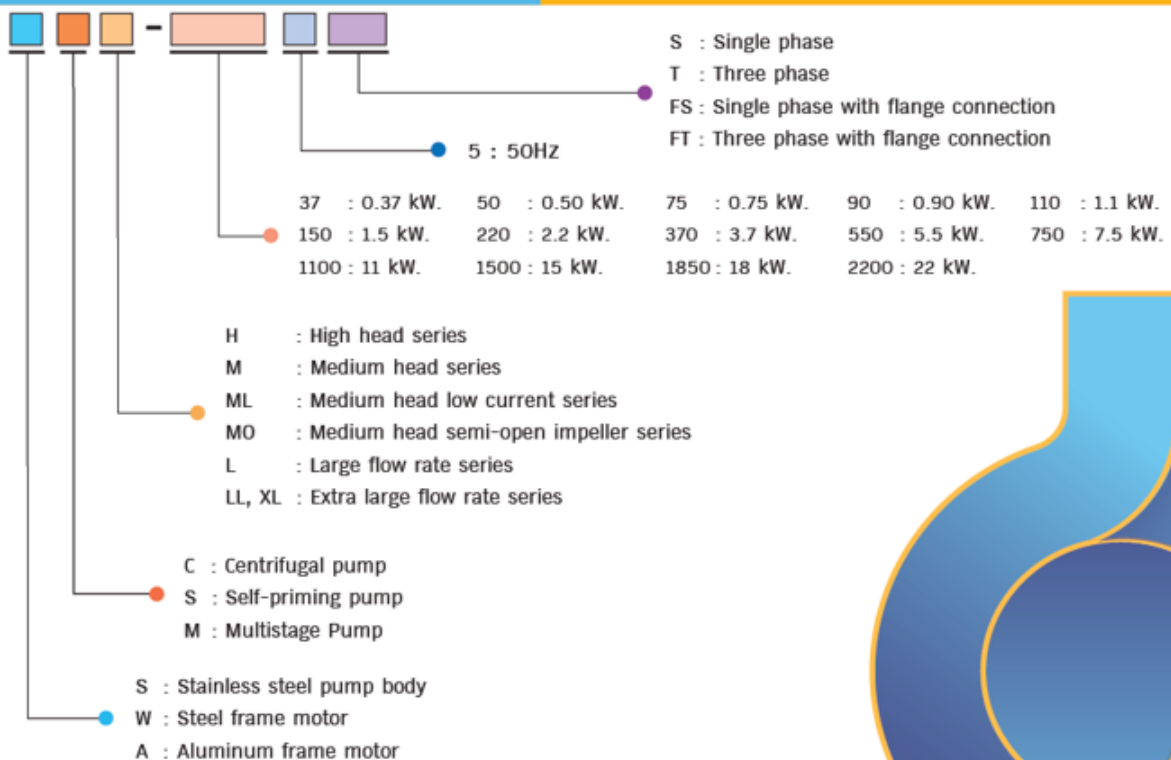 -
S : Single phase
T : Three phase
FS : Single phase with flange connection
FT : Three phase with flange connection
5 : 50Hz
37 : 0.37 kW. 50 : 0.50 kW. 75 : 0.75 kW. 90 : 0.90 kW. 110 : 1.1 kW.
150 : 1.5 kW. 220 : 2.2 kW. 370 : 3.7 kW. 550 : 5.5 kW. 750 : 7.5 kW.
1100 : 11 kW. 1500 : 15 kW. 1850 : 18 kW. 2200 : 22 kW.
H : High head series
M : Medium head series
ML : Medium head low current series
MO : Medium head semi-open impeller series
L : Large flow rate series
LL, XL : Extra large flow rate series
C : Centrifugal pump
S : Self-priming pump
M : Multistage Pump
S : Stainless steel pump body
W : Steel frame motor
A : Aluminum frame motor